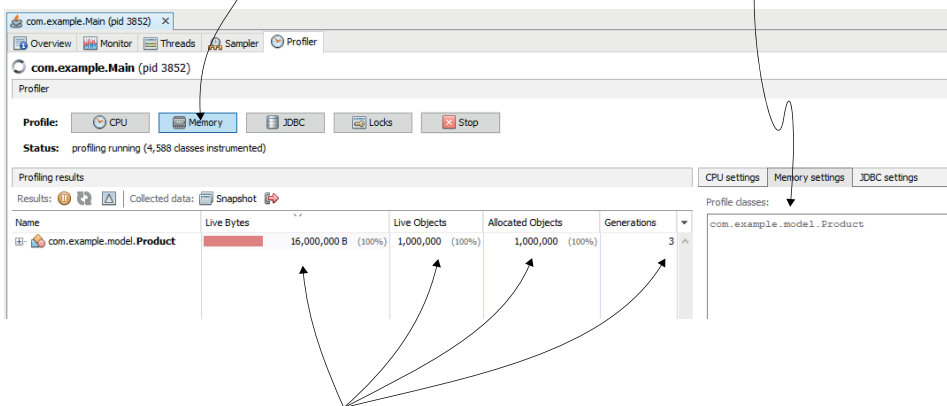 com.example.Main (pid 3852) ×
Overview Monitor Threads Sampler Profiler
com.example.Main (pid 3852)
Profiler
Profile: CPU Memory JDBC Locks Stop
Status: profiling running (4,588 classes instrumented)
Profiling results CPU settings Memory settings JDBC settings
Results: Collected data: Snapshot Profile classes:
Name Live Bytes Live Objects Allocated Objects Generations
com.example.model.Product
com.example.model.Product 16,000,000 B (100%) 1,000,000 (100%) 1,000,000 (100%) 3